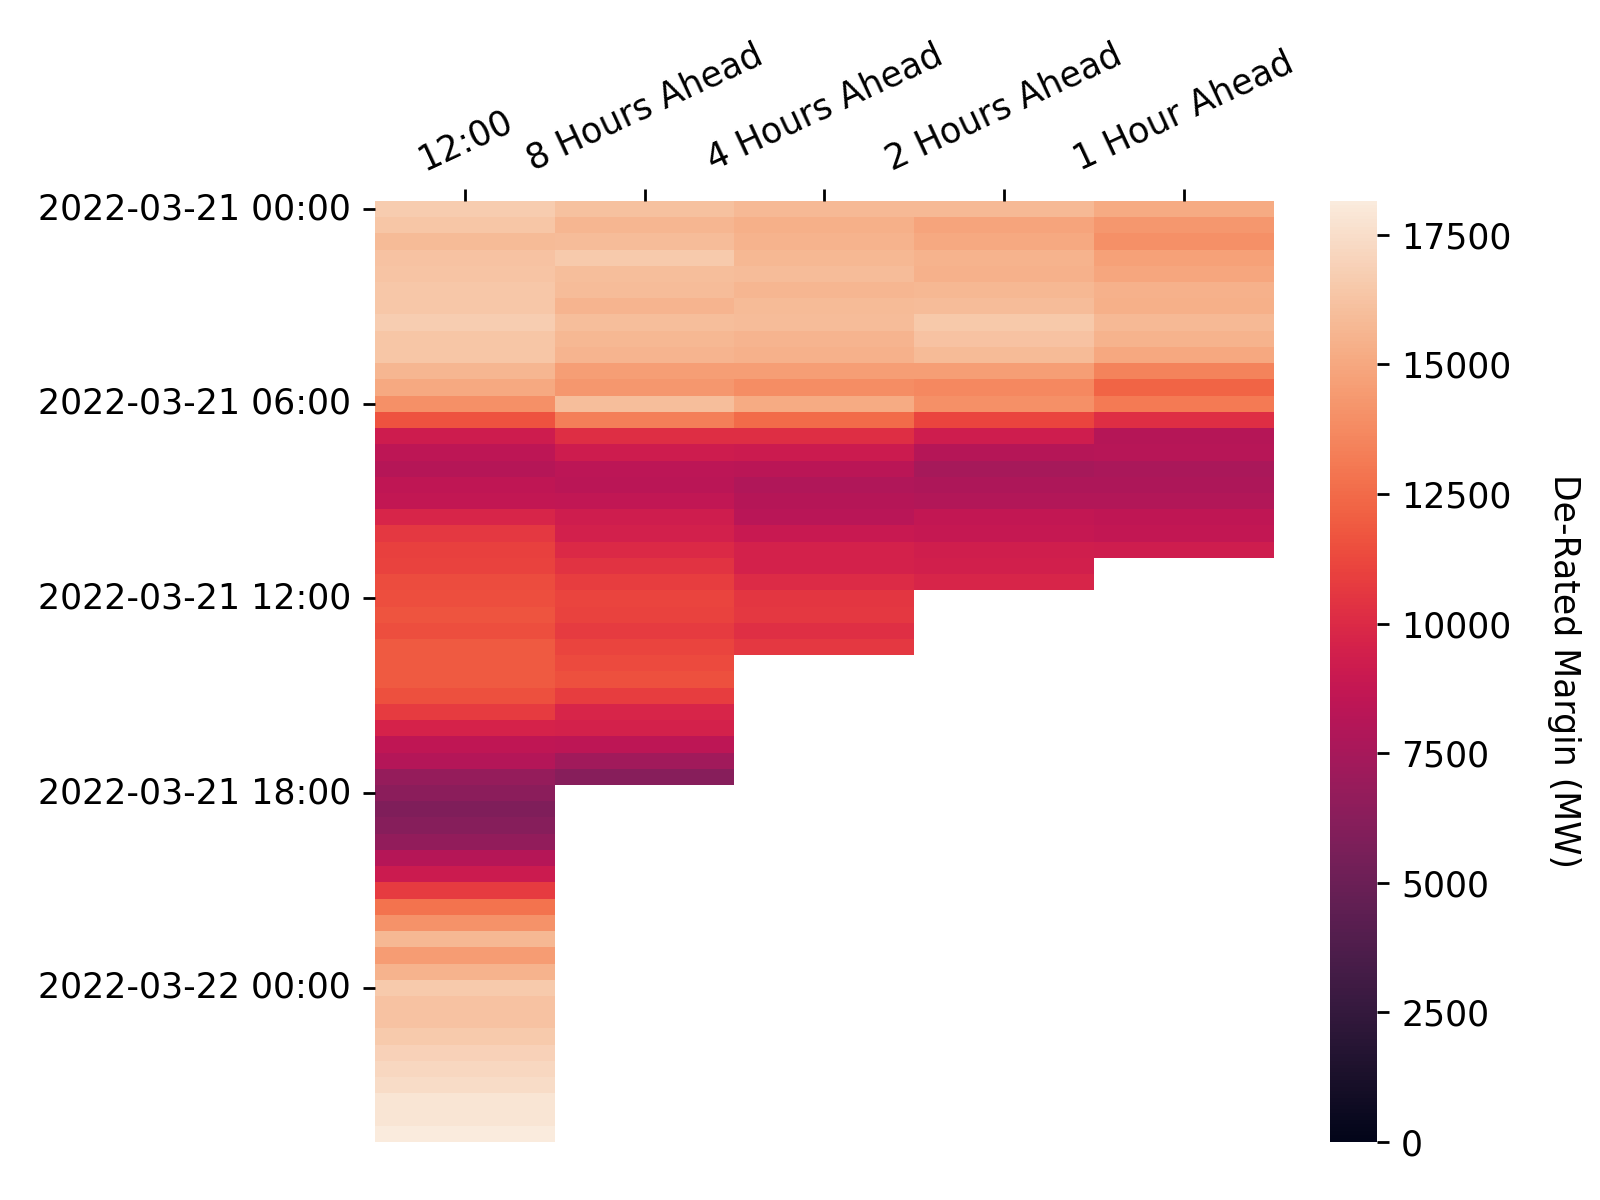 12:00
8 Hours Ahead
4 Hours Ahead
2 Hours Ahead
1 Hour Ahead
2022-03-21 00:00
2022-03-21 06:00
2022-03-21 12:00
2022-03-21 18:00
2022-03-22 00:00
17500
15000
12500
10000
7500
5000
2500
0
De-Rated Margin (MW)